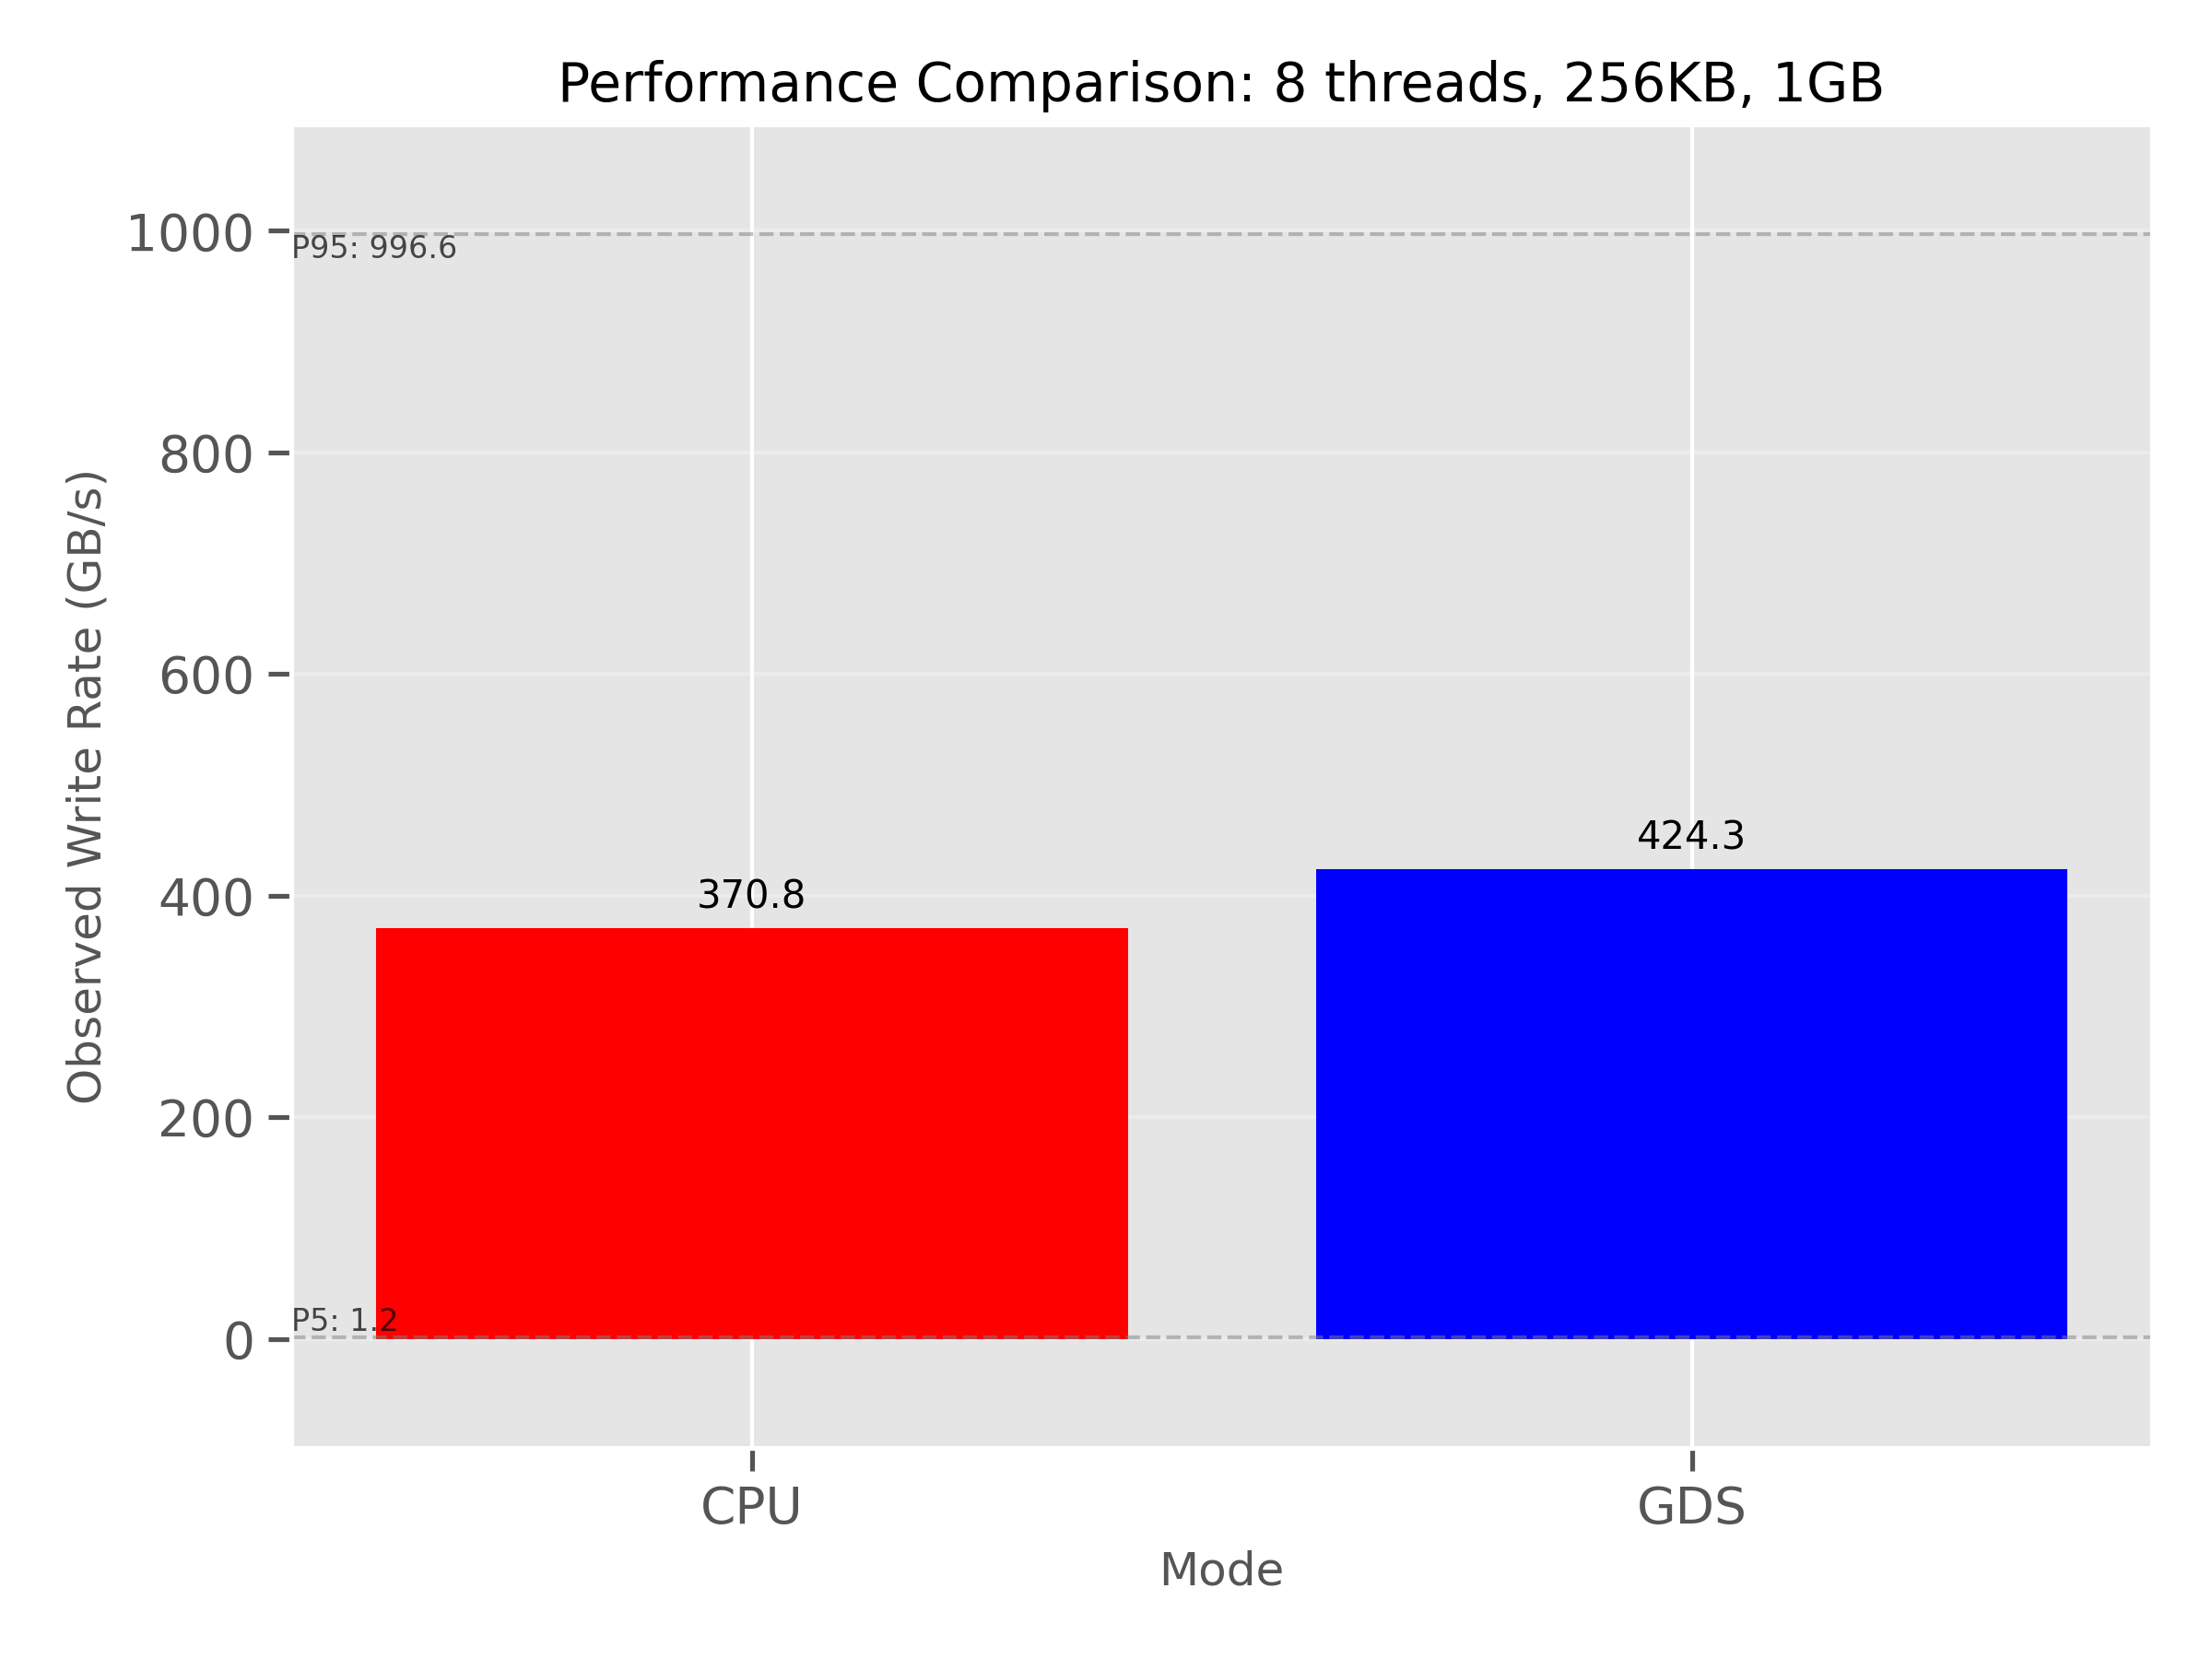 Performance Comparison: 8 threads, 256KB, 1GB
Observed Write Rate (GB/s)
1000
800
600
400
200
0
P95: 996.6
424.3
370.8
P5: 1.2
CPU
GDS
Mode